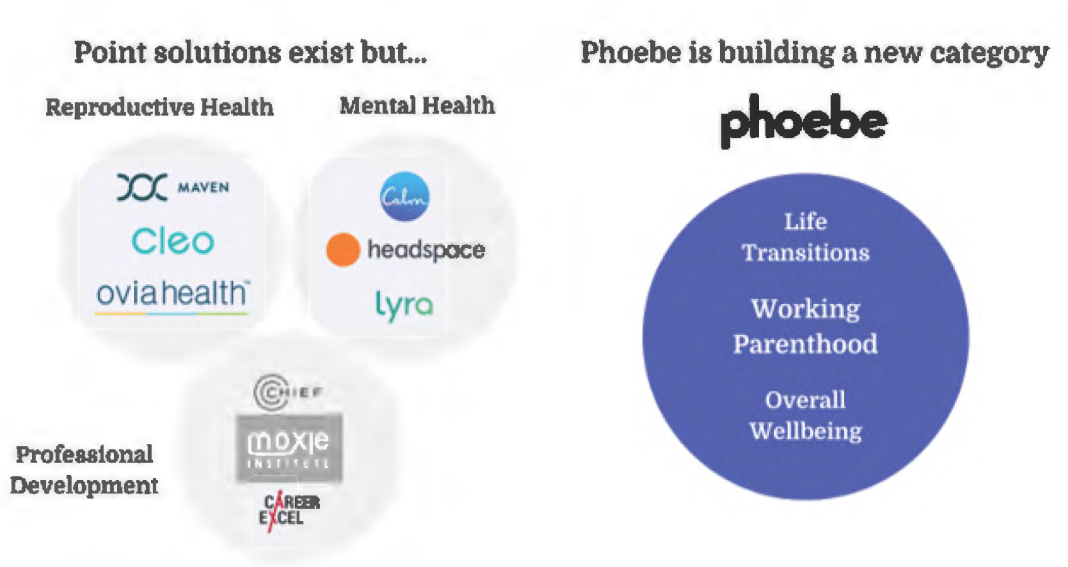 Point solutions exist but...
Reproductive Health
Mental Health
MAVEN
Cleo
oviahealth™
Calm
headspace
lyra
Professional
Development
CHIEF
moxie
INSTITUTE
CAREER
EXCEL
Phoebe is building a new category
phoebe
Life
Transitions
Working
Parenthood
Overall
Wellbeing